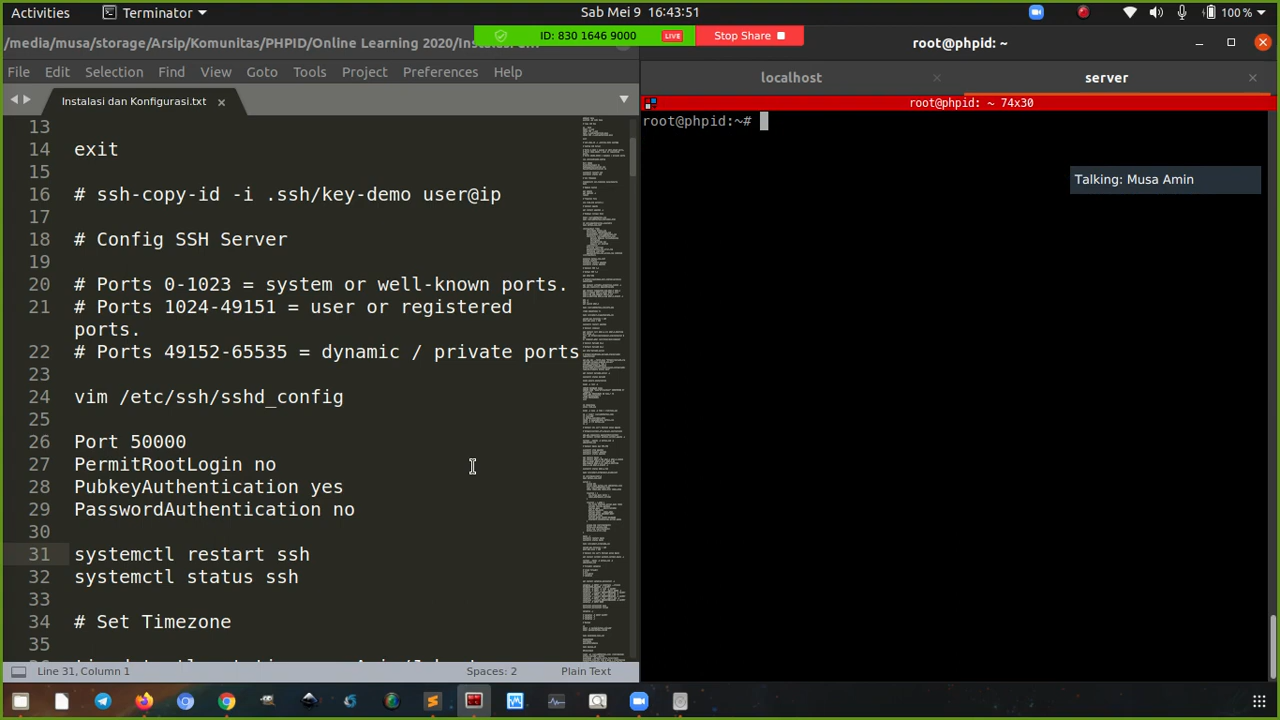 Activities
Terminator
Sab Mei 9 16:43:51
100 %
/media/musa/storage/Arsip/Komunitas/PHPID/Online Learning 2020/
ID: 830 1646 9000
LIVE
Stop Share
root@phpid: ~
File Edit Selection Find View Goto Tools Project Preferences Help
localhost
server
Instalasi dan Konfigurasi.txt
root@phpid: ~ 74x30
root@phpid:~#
Talking: Musa Amin
13
14 exit
15
16 # ssh-copy-id -i .ssh/key-demo user@ip
17
18 # Config SSH Server
19
20 # Ports 0-1023 = system or well-known ports.
21 # Ports 1024-49151 = user or registered
ports.
22 # Ports 49152-65535 = dynamic / private ports
23
24 vim /etc/ssh/sshd_config
25
26 Port 50000
27 PermitRootLogin no
28 PubkeyAuthentication yes
29 PasswordAuthentication no
30
31 systemctl restart ssh
32 systemctl status ssh
33
34 # Set Timezone
35
Line 31, Column 1
Spaces: 2
Plain Text